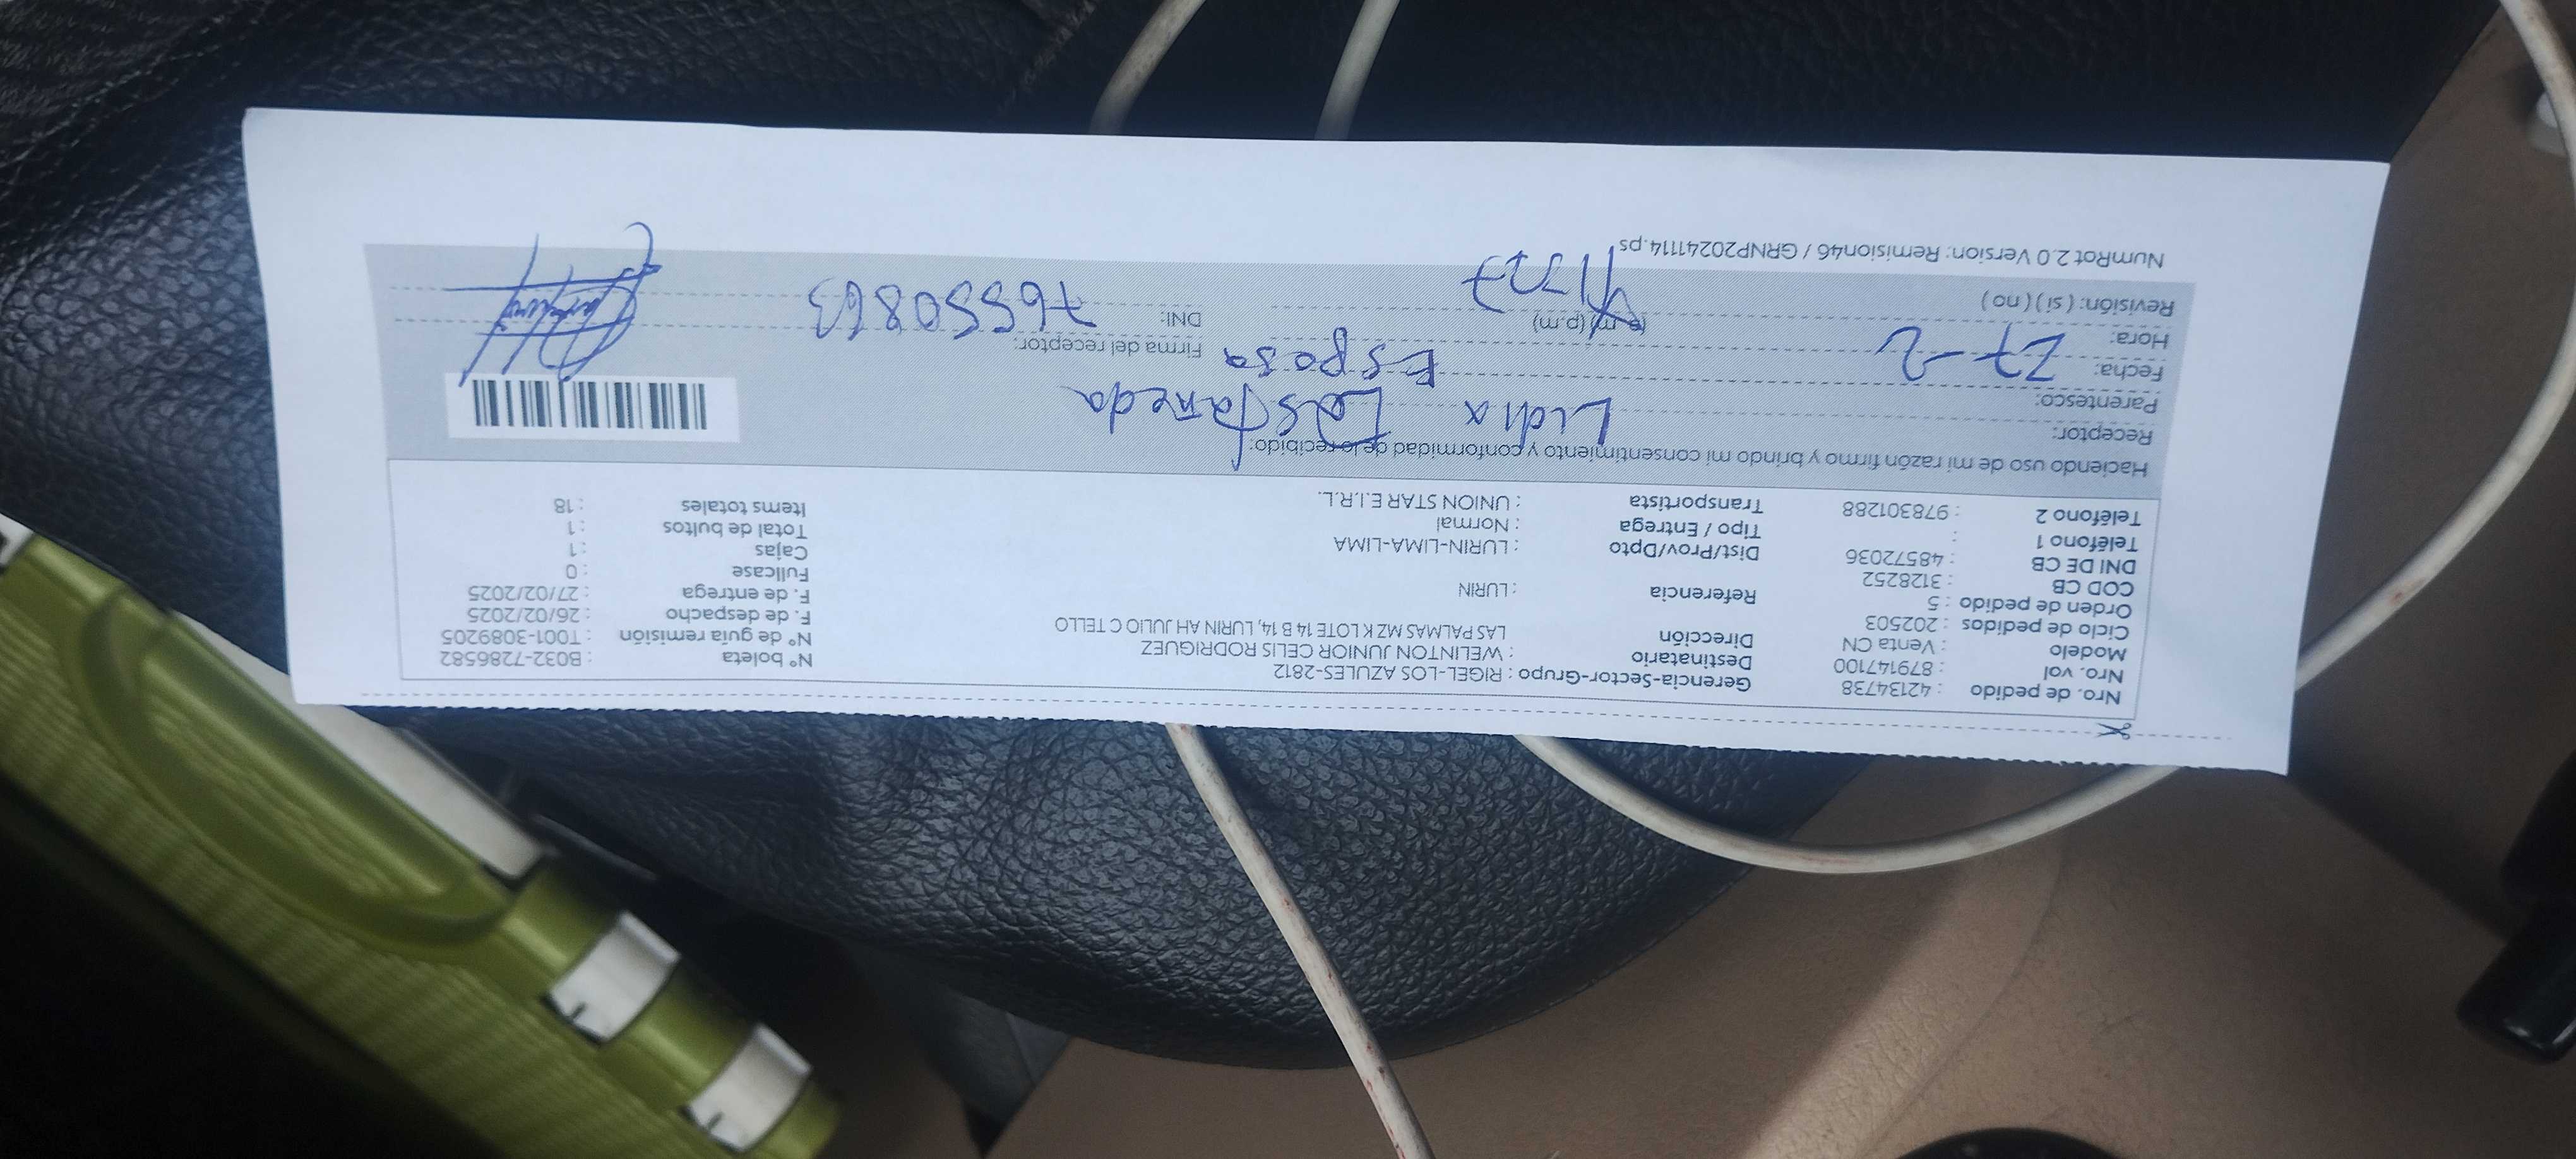 Nro. de pedido : 42134738 Gerencia-Sector-Grupo : RIGEL-LOS AZULES-2812 N° boleta : B032-7286582
Nro. vol : 879147100 Destinatario : WELINTON JUNIOR CELIS RODRIGUEZ N° de guía remisión : T001-3089205
Modelo : Venta CN Dirección LAS PALMAS MZ K LOTE 14 B 14, LURIN AH JULIO C TELLO F. de despacho : 26/02/2025
Ciclo de pedidos : 202503 F. de entrega : 27/02/2025
Orden de pedido : 5 Referencia : LURIN Fullcase : 0
COD CB : 3128252 Cajas : 1
DNI DE CB : 48572036 Dist/Prov/Dpto : LURIN-LIMA-LIMA Total de bultos : 1
Teléfono 1 : Tipo / Entrega : Normal Items totales : 18
Teléfono 2 : 978301288 Transportista : UNION STAR E.I.R.L.
Haciendo uso de mi razón firmo y brindo mi consentimiento y conformidad de lo recibido:
Receptor: Lidia Castañeda
Parentesco: Esposa
Fecha: 27-2 Firma del receptor:
Hora: (a.m) (p.m) DNI: 76550863
Revisión: ( si ) ( no )
NumRot 2.0 Version: Remision46 / GRNP20241114.ps